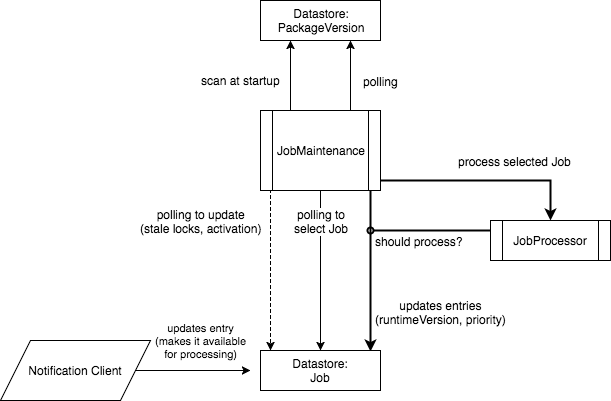 Datastore:
PackageVersion
scan at startup
polling
JobMaintenance
process selected Job
polling to update
(stale locks, activation)
polling to
select Job
should process?
JobProcessor
updates entries
(runtimeVersion, priority)
updates entry
(makes it available
for processing)
Notification Client
Datastore:
Job